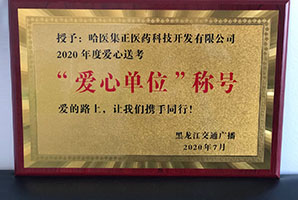 授予：哈医集正医药科技开发有限公司
2020年度爱心送考
“爱心单位”称号
爱的路上，让我们携手同行！
黑龙江交通广播
2020年7月